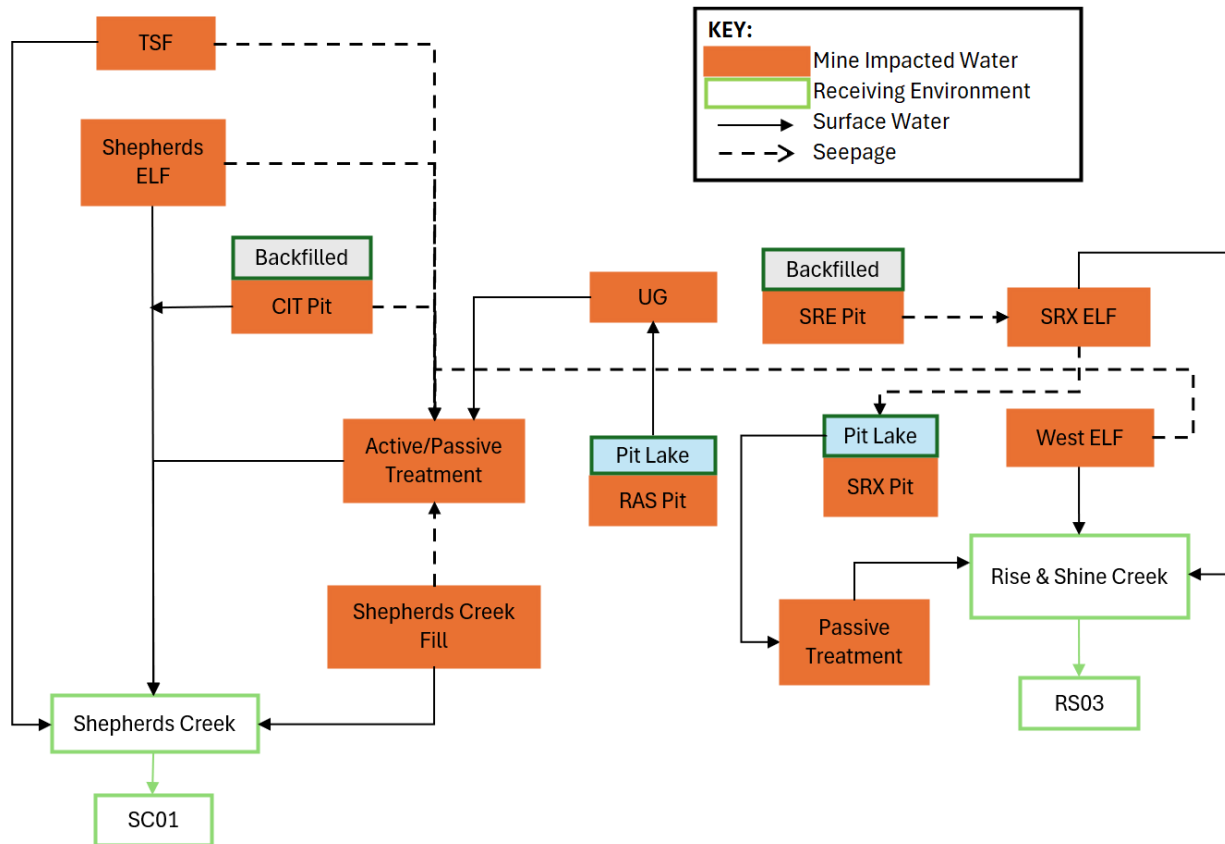 KEY:
Mine Impacted Water
Receiving Environment
Surface Water
Seepage
TSF
Shepherds
ELF
Backfilled
CIT Pit
UG
Backfilled
SRE Pit
SRX ELF
Active/Passive
Treatment
Pit Lake
RAS Pit
Pit Lake
SRX Pit
West ELF
Shepherds Creek
Fill
Passive
Treatment
Rise & Shine Creek
RS03
Shepherds Creek
SC01